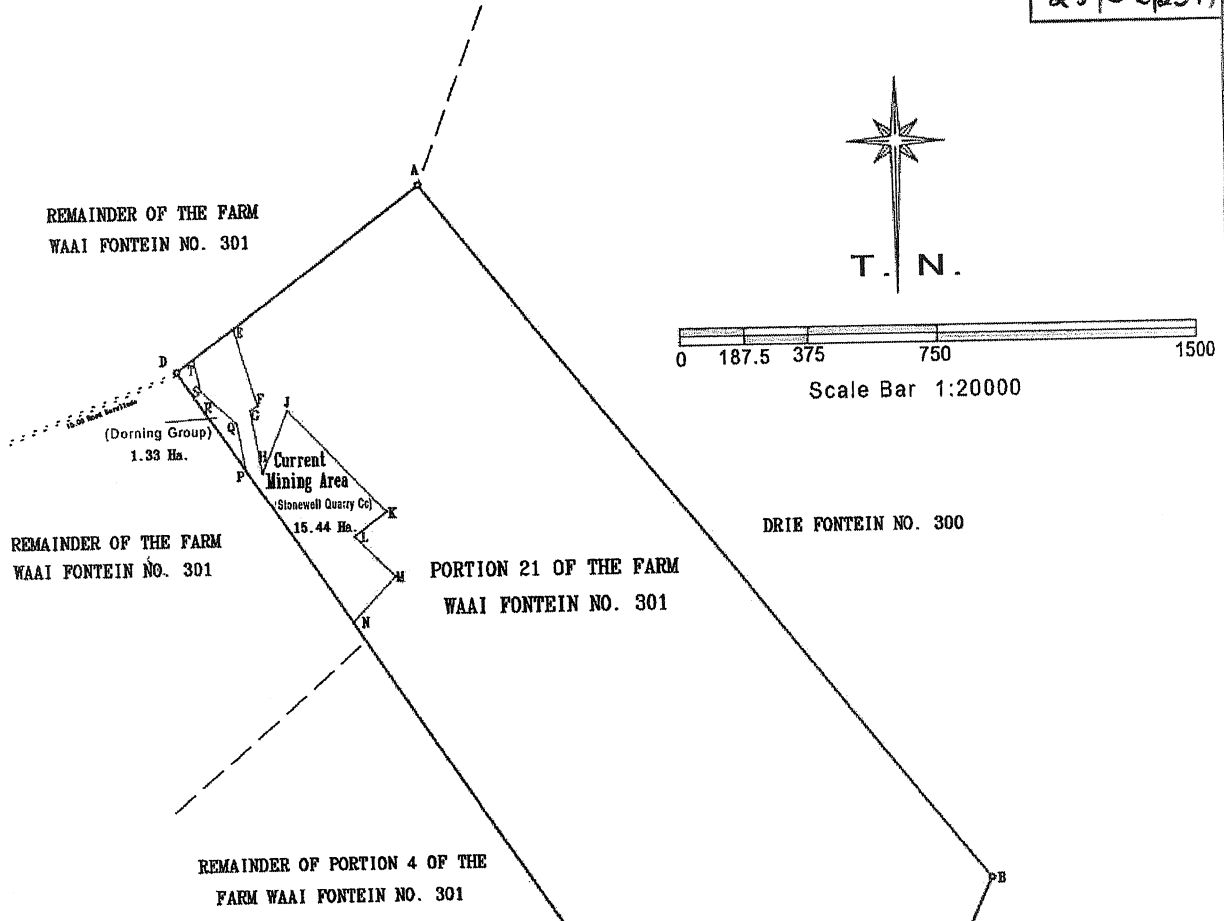 A
REMAINDER OF THE FARM
WAAI FONTEIN NO. 301
T. N.
0 187.5 375 750 1500
Scale Bar 1:20000
E
D
T
S
R
Q
P
F
G
H
J
(Dorning Group)
1.33 Ha.
Current
Mining Area
(Stonewell Quarry Cc)
15.44 Ha.
K
L
M
N
DRIE FONTEIN NO. 300
REMAINDER OF THE FARM
WAAI FONTEIN NO. 301
PORTION 21 OF THE FARM
WAAI FONTEIN NO. 301
REMAINDER OF PORTION 4 OF THE
FARM WAAI FONTEIN NO. 301
B